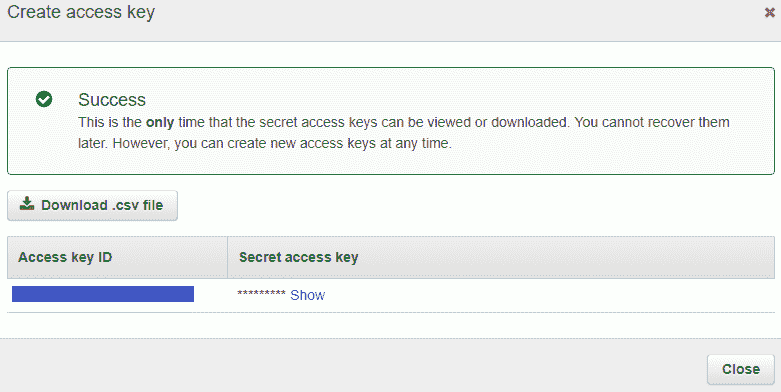 Create access key
Success
This is the only time that the secret access keys can be viewed or downloaded. You cannot recover them
later. However, you can create new access keys at any time.
Download .csv file
Access key ID Secret access key
********* Show
Close